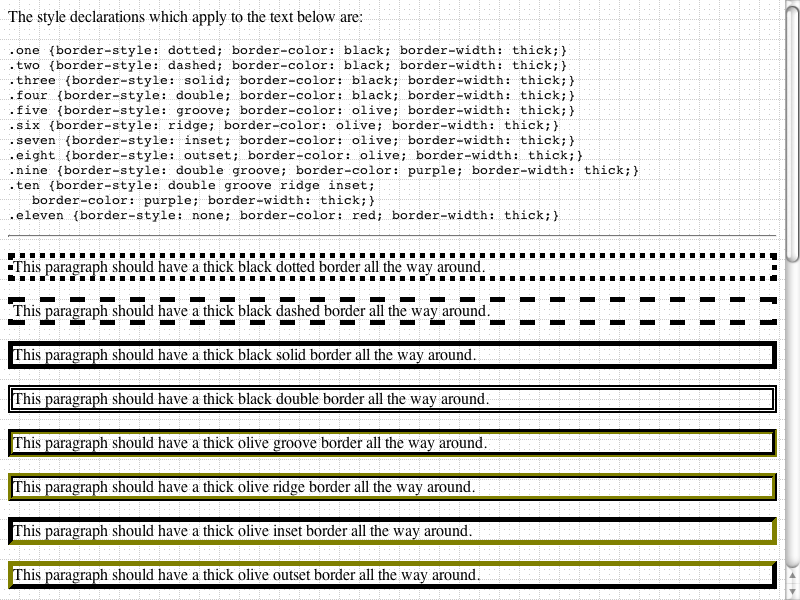 The style declarations which apply to the text below are:
.one {border-style: dotted; border-color: black; border-width: thick;}
.two {border-style: dashed; border-color: black; border-width: thick;}
.three {border-style: solid; border-color: black; border-width: thick;}
.four {border-style: double; border-color: black; border-width: thick;}
.five {border-style: groove; border-color: olive; border-width: thick;}
.six {border-style: ridge; border-color: olive; border-width: thick;}
.seven {border-style: inset; border-color: olive; border-width: thick;}
.eight {border-style: outset; border-color: olive; border-width: thick;}
.nine {border-style: double groove; border-color: purple; border-width: thick;}
.ten {border-style: double groove ridge inset;
   border-color: purple; border-width: thick;}
.eleven {border-style: none; border-color: red; border-width: thick;}
This paragraph should have a thick black dotted border all the way around.
This paragraph should have a thick black dashed border all the way around.
This paragraph should have a thick black solid border all the way around.
This paragraph should have a thick black double border all the way around.
This paragraph should have a thick olive groove border all the way around.
This paragraph should have a thick olive ridge border all the way around.
This paragraph should have a thick olive inset border all the way around.
This paragraph should have a thick olive outset border all the way around.